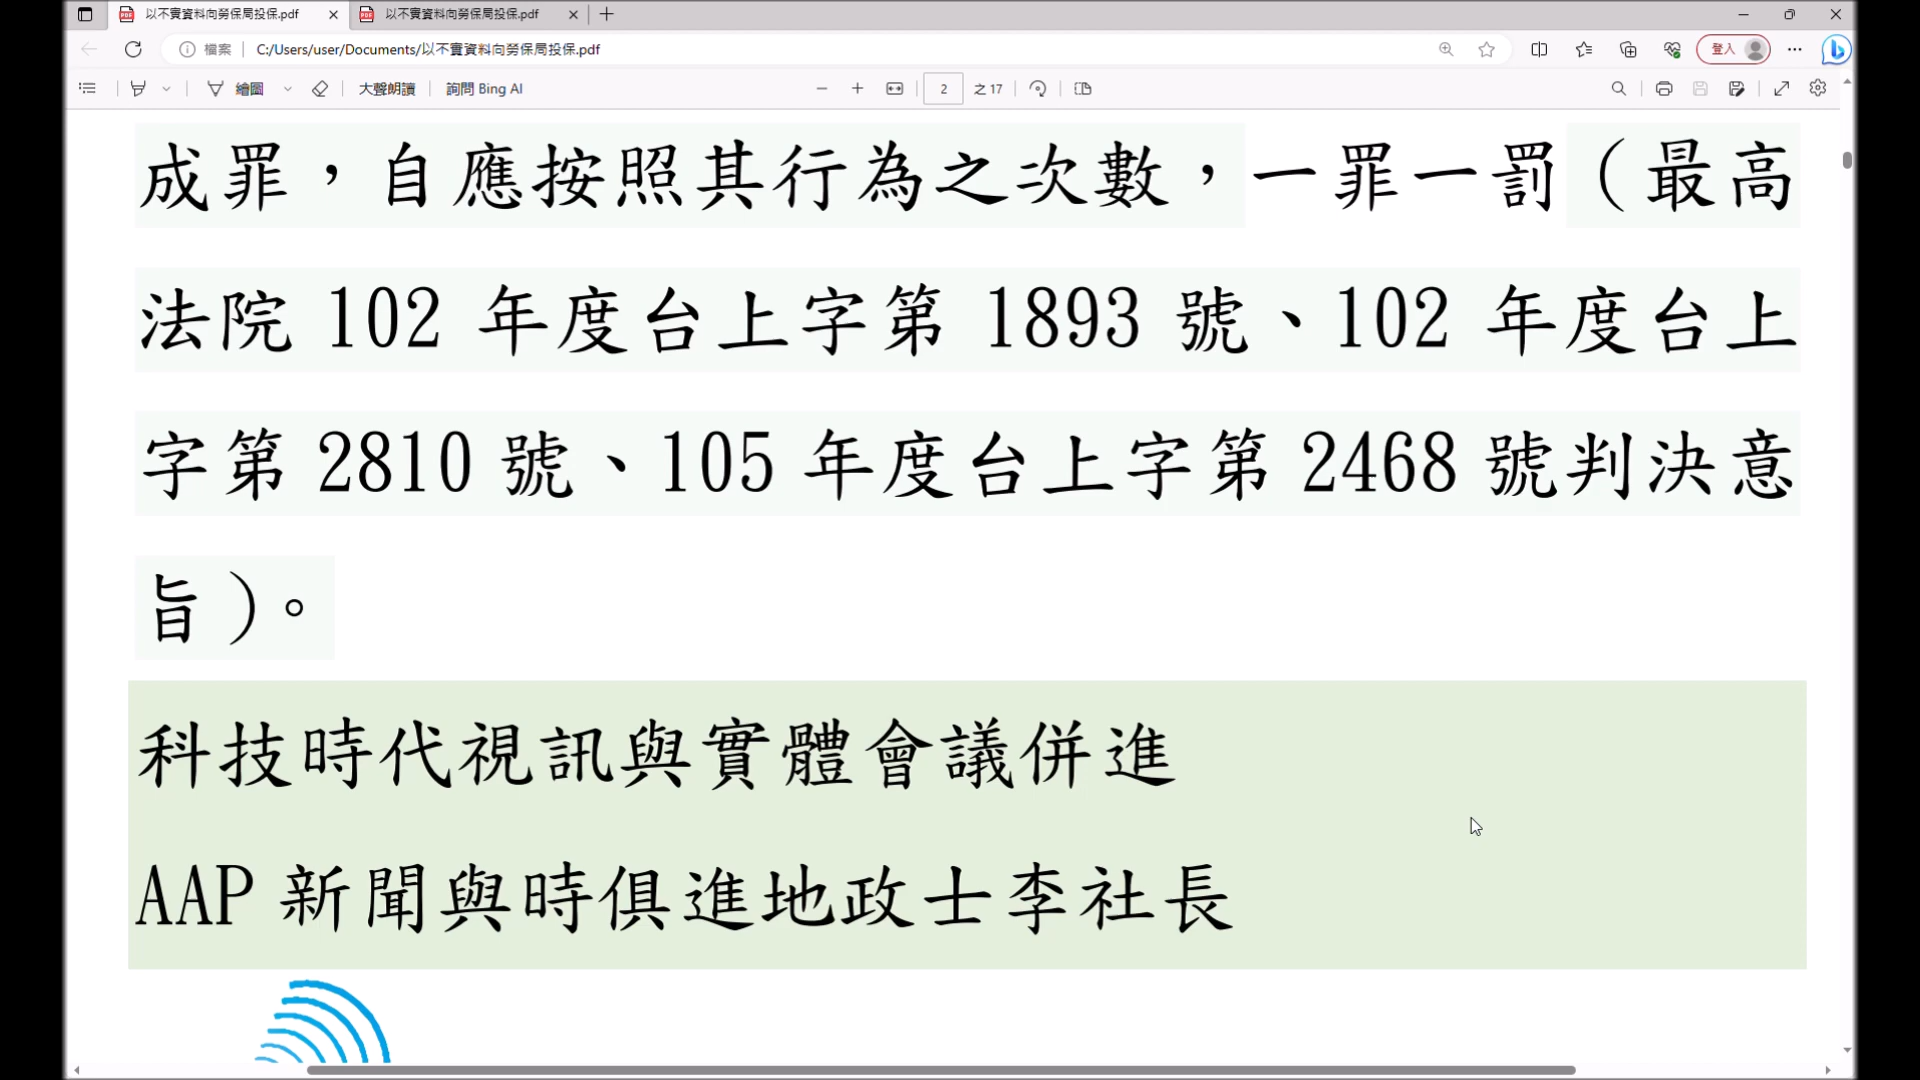 以不實資料向勞保局投保.pdf
以不實資料向勞保局投保.pdf
檔案
C:/Users/user/Documents/以不實資料向勞保局投保.pdf
登入
繪圖
大聲朗讀
詢問 Bing AI
2
之 17
成罪，自應按照其行為之次數，一罪一罰（最高
法院 102 年度台上字第 1893 號、102 年度台上
字第 2810 號、105 年度台上字第 2468 號判決意
旨）。
科技時代視訊與實體會議併進
AAP 新聞與時俱進地政士李社長